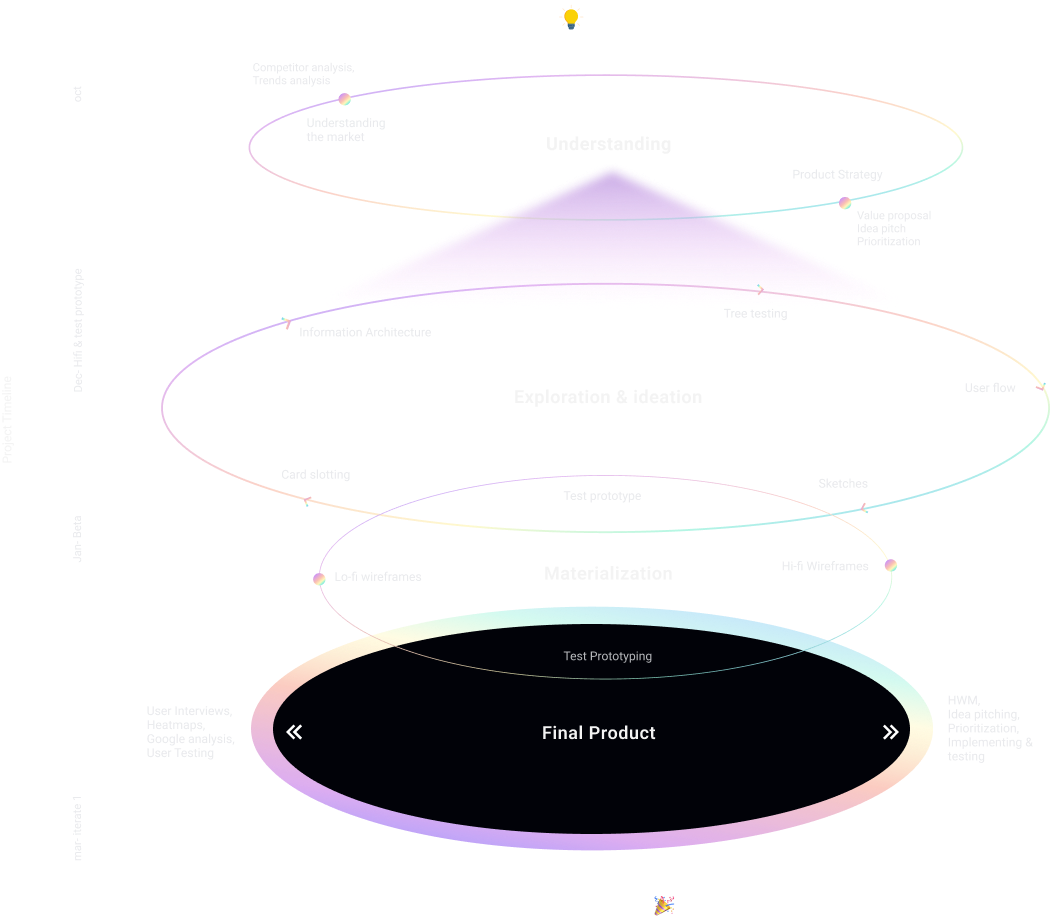 oct
Competitor analysis,
Trends analysis
Understanding
the market
Understanding
Product Strategy
Value proposal
Idea pitch
Prioritization
Dec- Hifi & test prototype
Project Timeline
Information Architecture
Tree testing
User flow
Exploration & ideation
Card slotting
Sketches
Test prototype
Jan- Beta
Lo-fi wireframes
Materialization
Hi-fi Wireframes
Test Prototyping
User Interviews,
Heatmaps,
Google analysis,
User Testing
Final Product
HWM,
Idea pitching,
Prioritization,
Implementing &
testing
mar- Iterate 1